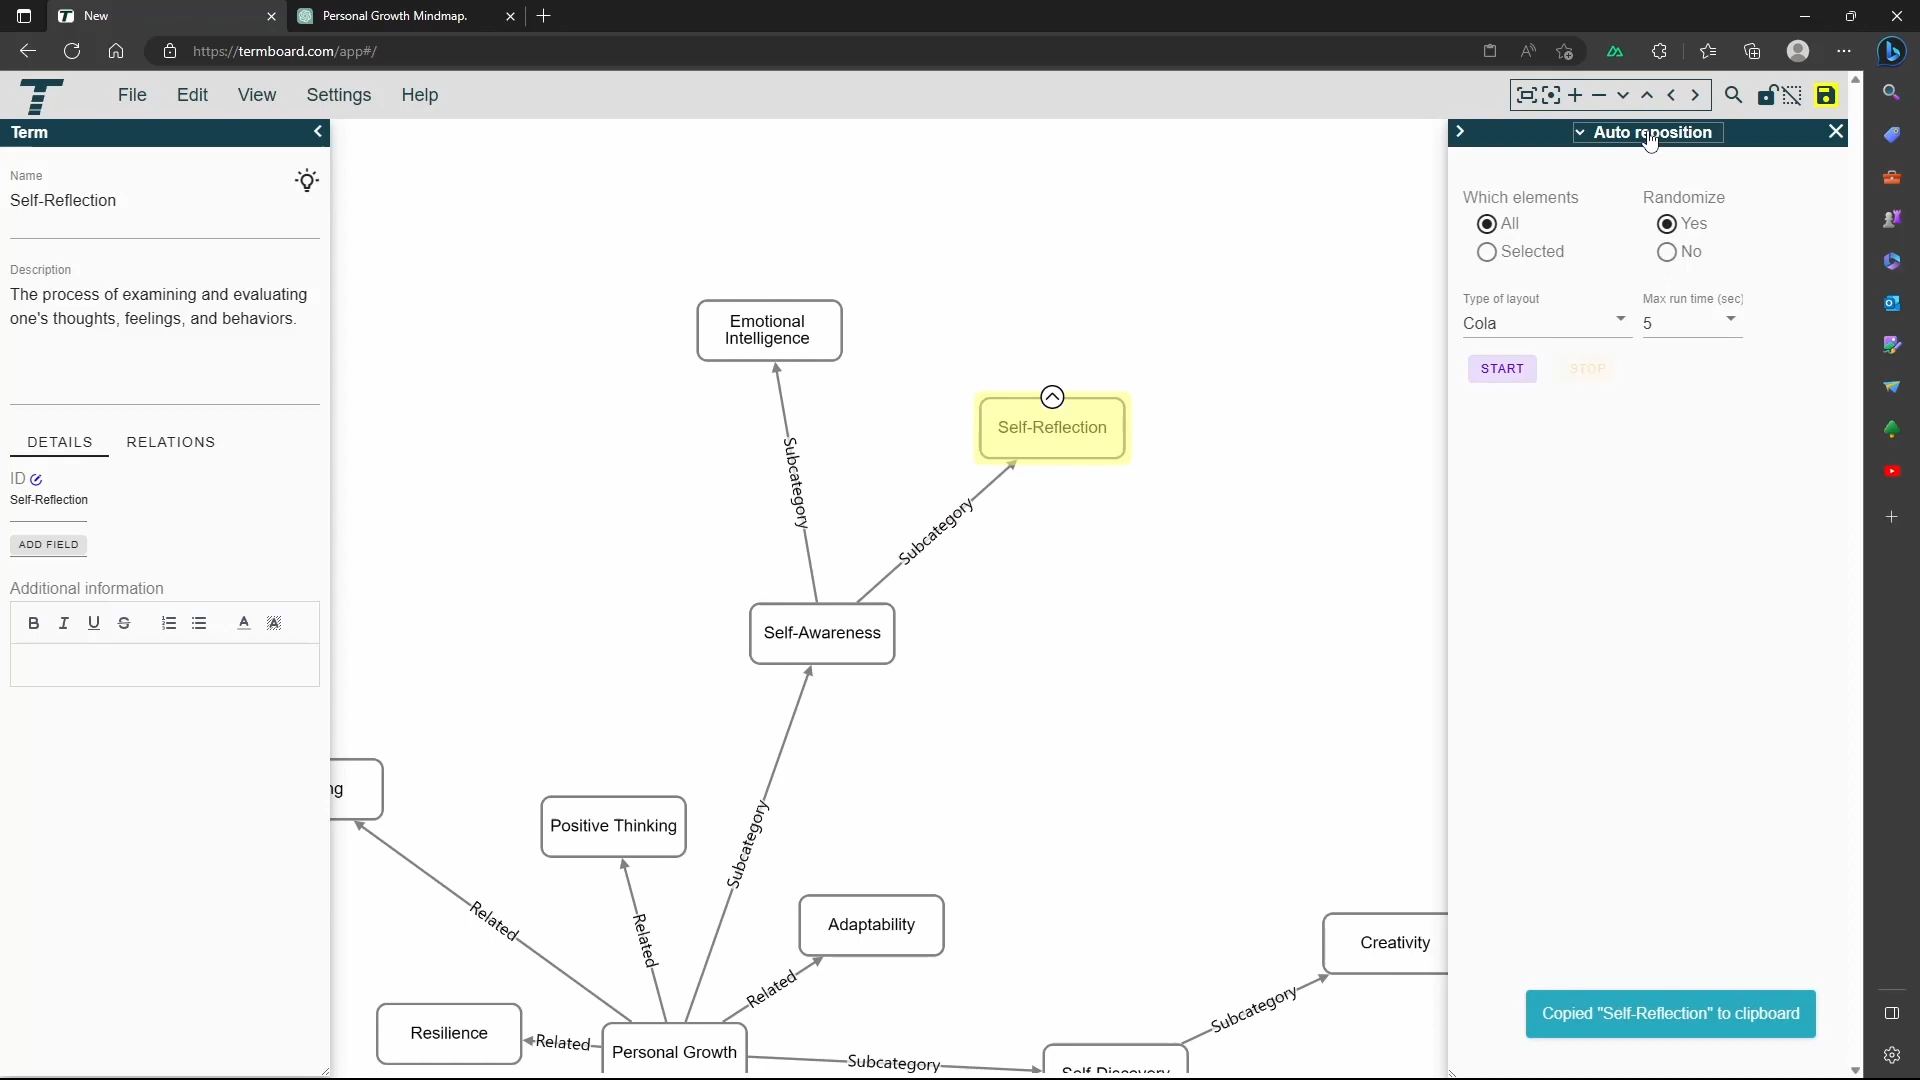 New
Personal Growth Mindmap.
https://termboard.com/app#/
File
Edit
View
Settings
Help
Term
Name
Self-Reflection
Description
The process of examining and evaluating
one's thoughts, feelings, and behaviors.
DETAILS
RELATIONS
ID
Self-Reflection
ADD FIELD
Additional information
B
I
U
S
A
A
Emotional
Intelligence
Self-Reflection
Subcategory
Subcategory
Self-Awareness
ng
Positive Thinking
Subcategory
Related
Related
Adaptability
Related
Creativity
Subcategory
Resilience
Related
Personal Growth
Subcategory
Self-Discovery
Auto reposition
Which elements
All
Selected
Randomize
Yes
No
Type of layout
Cola
Max run time (sec)
5
START
STOP
Copied "Self-Reflection" to clipboard